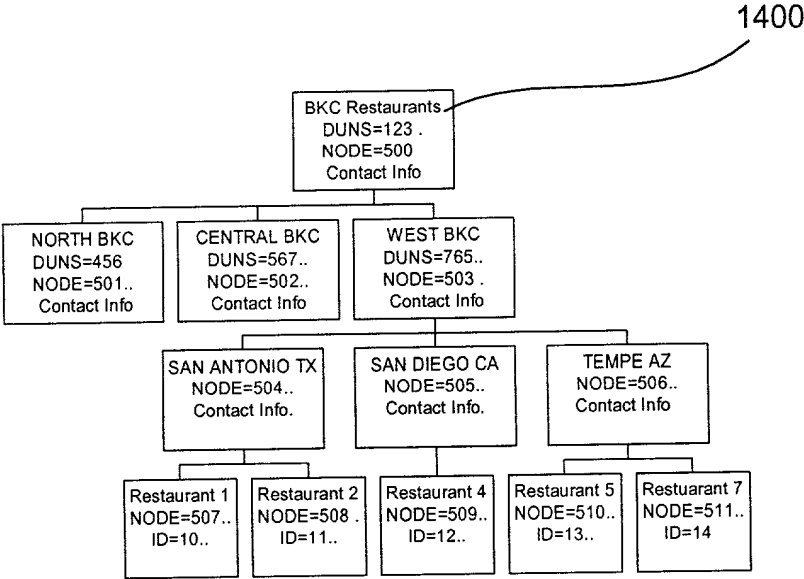 1400
BKC Restaurants
DUNS=123 .
NODE=500
Contact Info
NORTH BKC
DUNS=456
NODE=501..
Contact Info
CENTRAL BKC
DUNS=567..
NODE=502..
Contact Info
WEST BKC
DUNS=765..
NODE=503 .
Contact Info
SAN ANTONIO TX
NODE=504..
Contact Info.
SAN DIEGO CA
NODE=505..
Contact Info.
TEMPE AZ
NODE=506..
Contact Info
Restaurant 1
NODE=507..
ID=10..
Restaurant 2
NODE=508 .
ID=11..
Restaurant 4
NODE=509..
ID=12..
Restaurant 5
NODE=510..
ID=13..
Restuarant 7
NODE=511..
ID=14